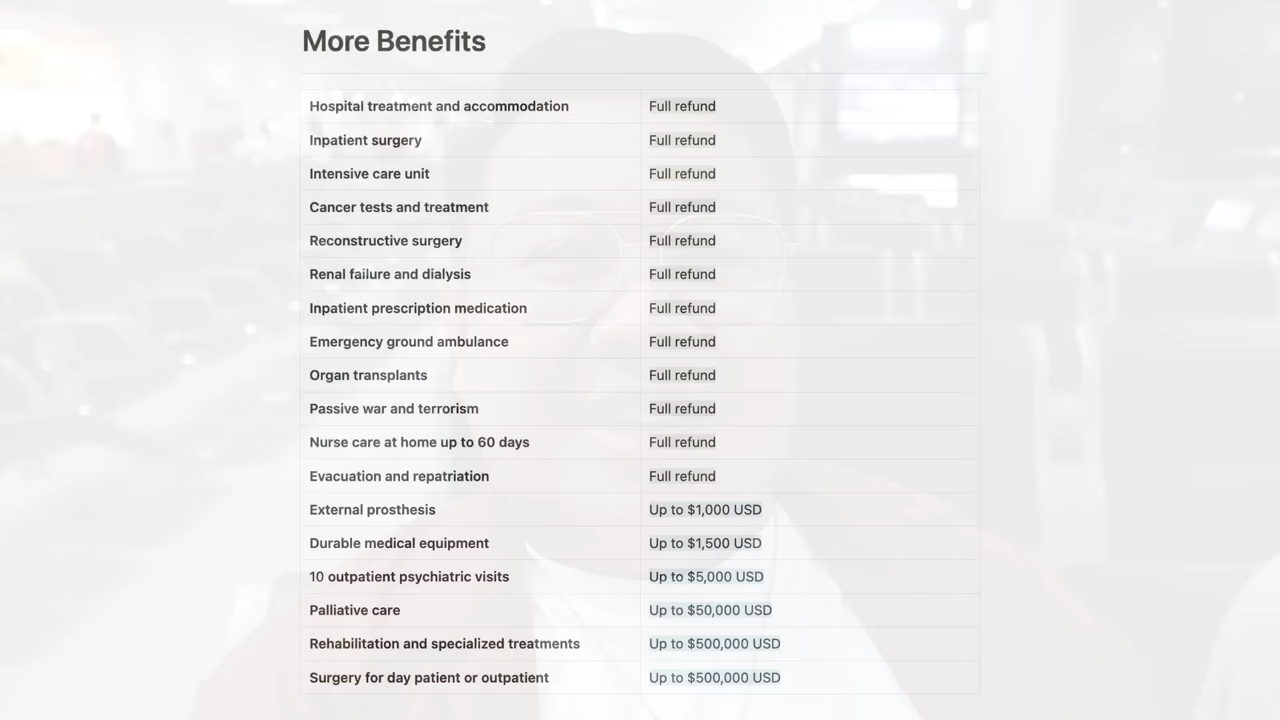 More Benefits
Hospital treatment and accommodation Full refund
Inpatient surgery Full refund
Intensive care unit Full refund
Cancer tests and treatment Full refund
Reconstructive surgery Full refund
Renal failure and dialysis Full refund
Inpatient prescription medication Full refund
Emergency ground ambulance Full refund
Organ transplants Full refund
Passive war and terrorism Full refund
Nurse care at home up to 60 days Full refund
Evacuation and repatriation Full refund
External prosthesis Up to $1,000 USD
Durable medical equipment Up to $1,500 USD
10 outpatient psychiatric visits Up to $5,000 USD
Palliative care Up to $50,000 USD
Rehabilitation and specialized treatments Up to $500,000 USD
Surgery for day patient or outpatient Up to $500,000 USD